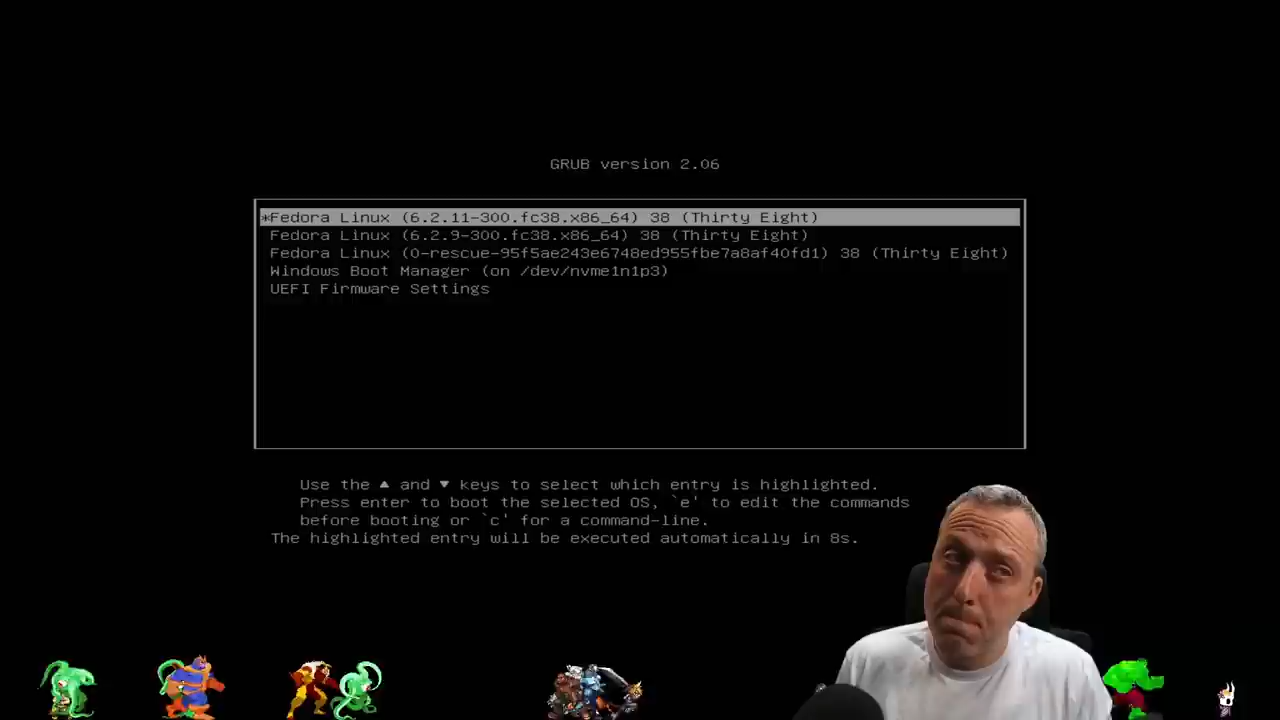 GRUB version 2.06
*Fedora Linux (6.2.11-300.fc38.x86_64) 38 (Thirty Eight)
Fedora Linux (6.2.9-300.fc38.x86_64) 38 (Thirty Eight)
Fedora Linux (0-rescue-95f5ae243e6748ed955fbe7a8af40fd1) 38 (Thirty Eight)
Windows Boot Manager (on /dev/nvme1n1p3)
UEFI Firmware Settings
Use the ▲ and ▼ keys to select which entry is highlighted.
Press enter to boot the selected OS, `e' to edit the commands
before booting or `c' for a command-line.
The highlighted entry will be executed automatically in 8s.